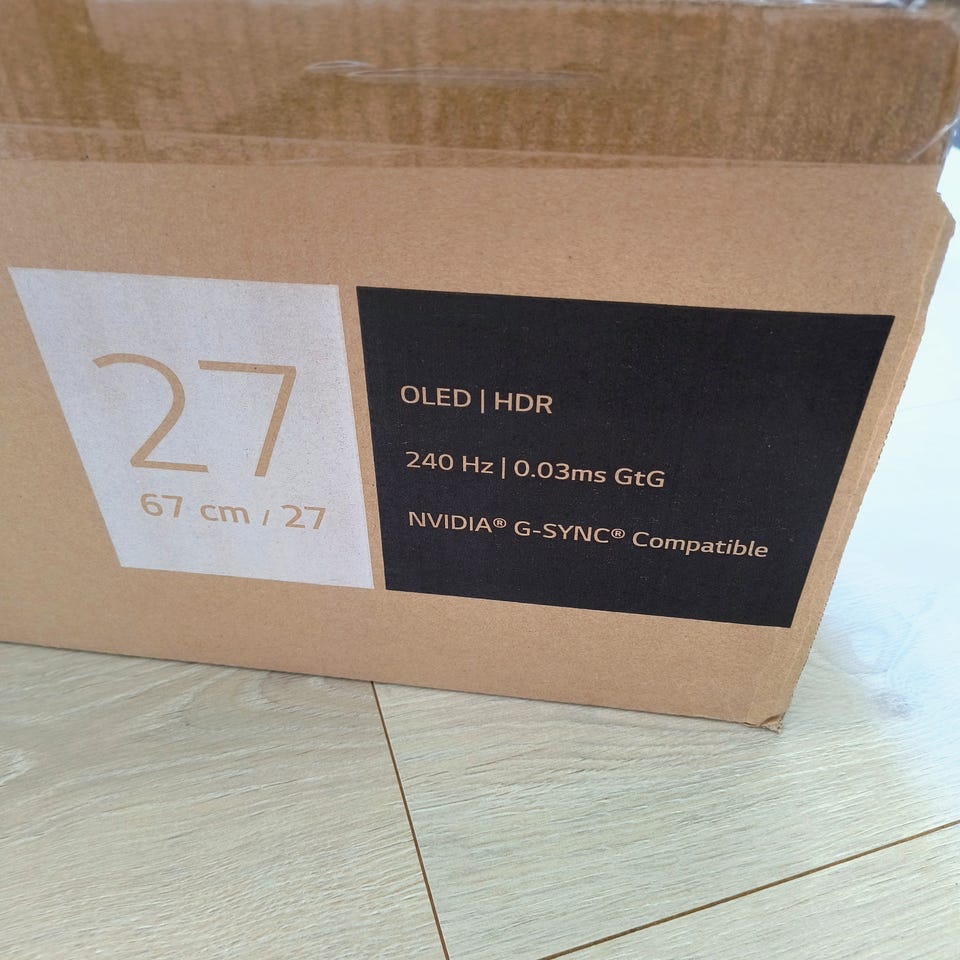 27
67 cm / 27
OLED | HDR
240 Hz | 0.03ms GtG
NVIDIA® G-SYNC® Compatible